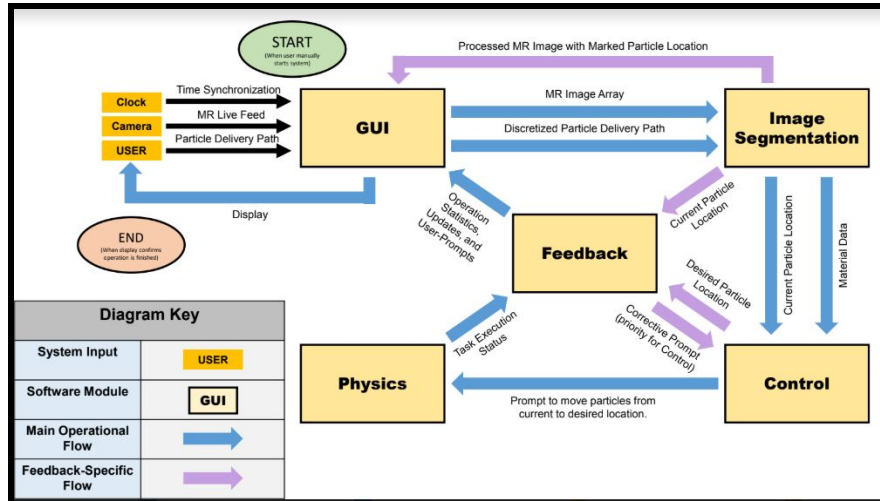 START
(When user manually
starts system)
Processed MR Image with Marked Particle Location
Clock
Time Synchronization
Camera
MR Live Feed
USER
Particle Delivery Path
GUI
MR Image Array
Discretized Particle Delivery Path
Image
Segmentation
Display
END
(When display confirms
operation is finished)
Operation
Statistics,
Updates, and
User-Prompts
Feedback
Current Particle
Location
Current Particle Location
Material Data
Desired Particle
Location
Corrective Prompt
(priority for Control)
Task Execution
Status
Physics
Prompt to move particles from
current to desired location.
Control
Diagram Key
System Input
USER
Software Module
GUI
Main Operational
Flow
Feedback-Specific
Flow